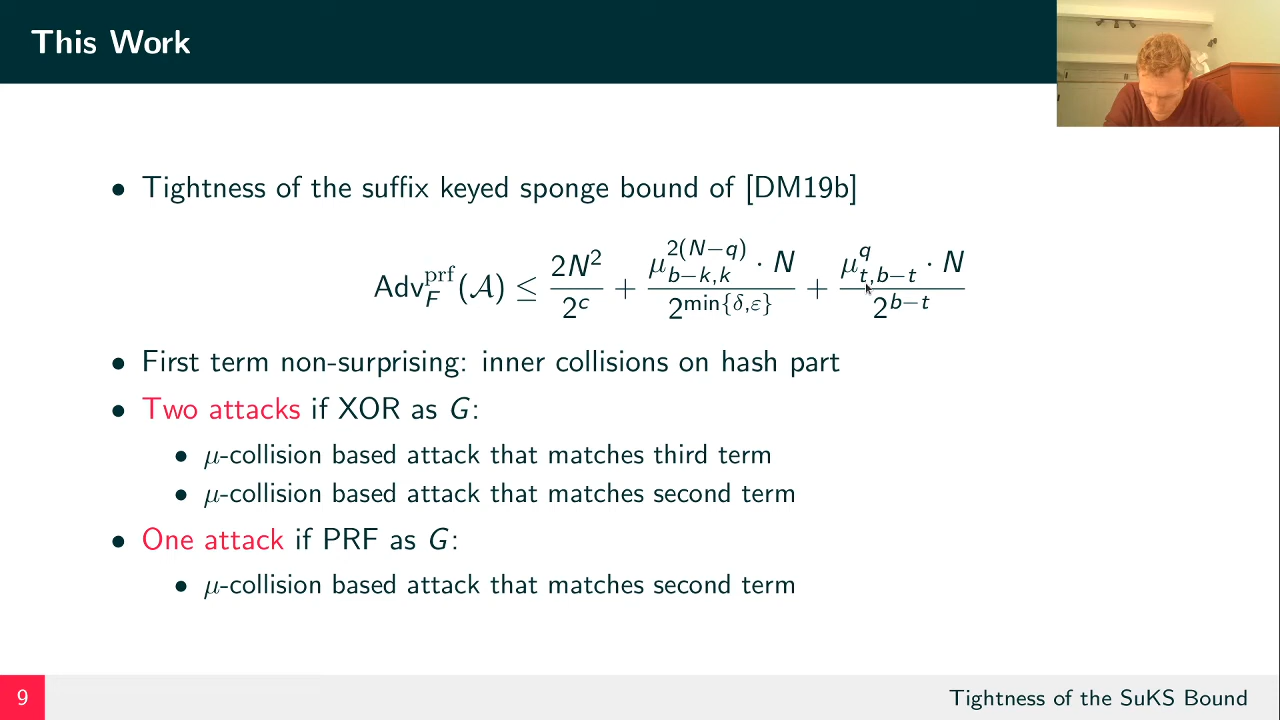 This Work
• Tightness of the suffix keyed sponge bound of [DM19b]
Adv_F^prf(𝒜) ≤ 2N^2 / 2^c + μ_{b−k,k}^{2(N−q)} · N / 2^{min{δ,ε}} + μ_{t,b−t}^q · N / 2^{b−t}
• First term non-surprising: inner collisions on hash part
• Two attacks if XOR as G:
• μ-collision based attack that matches third term
• μ-collision based attack that matches second term
• One attack if PRF as G:
• μ-collision based attack that matches second term
9
Tightness of the SuKS Bound